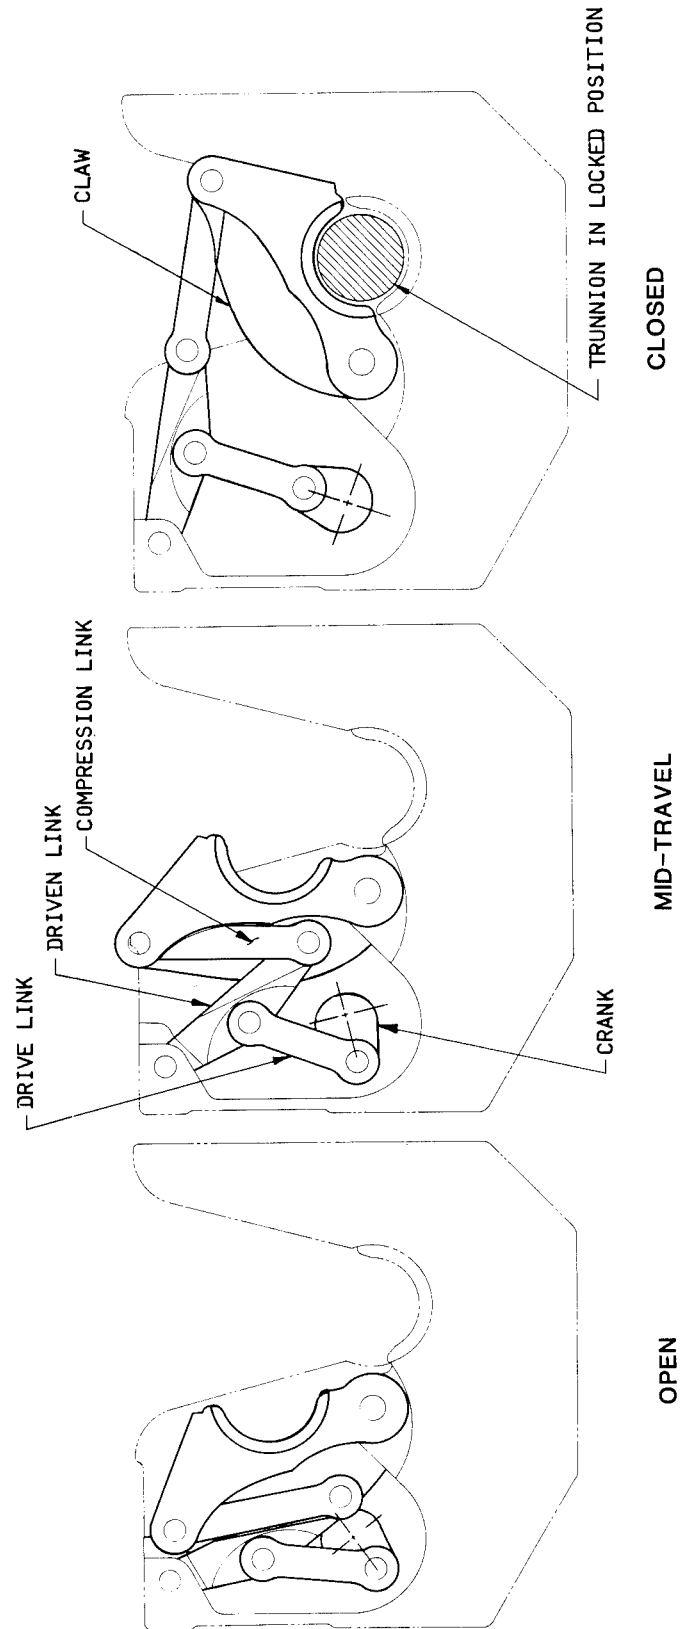 DRIVE LINK
DRIVEN LINK
COMPRESSION LINK
CLAW
CRANK
TRUNNION IN LOCKED POSITION
OPEN
MID-TRAVEL
CLOSED